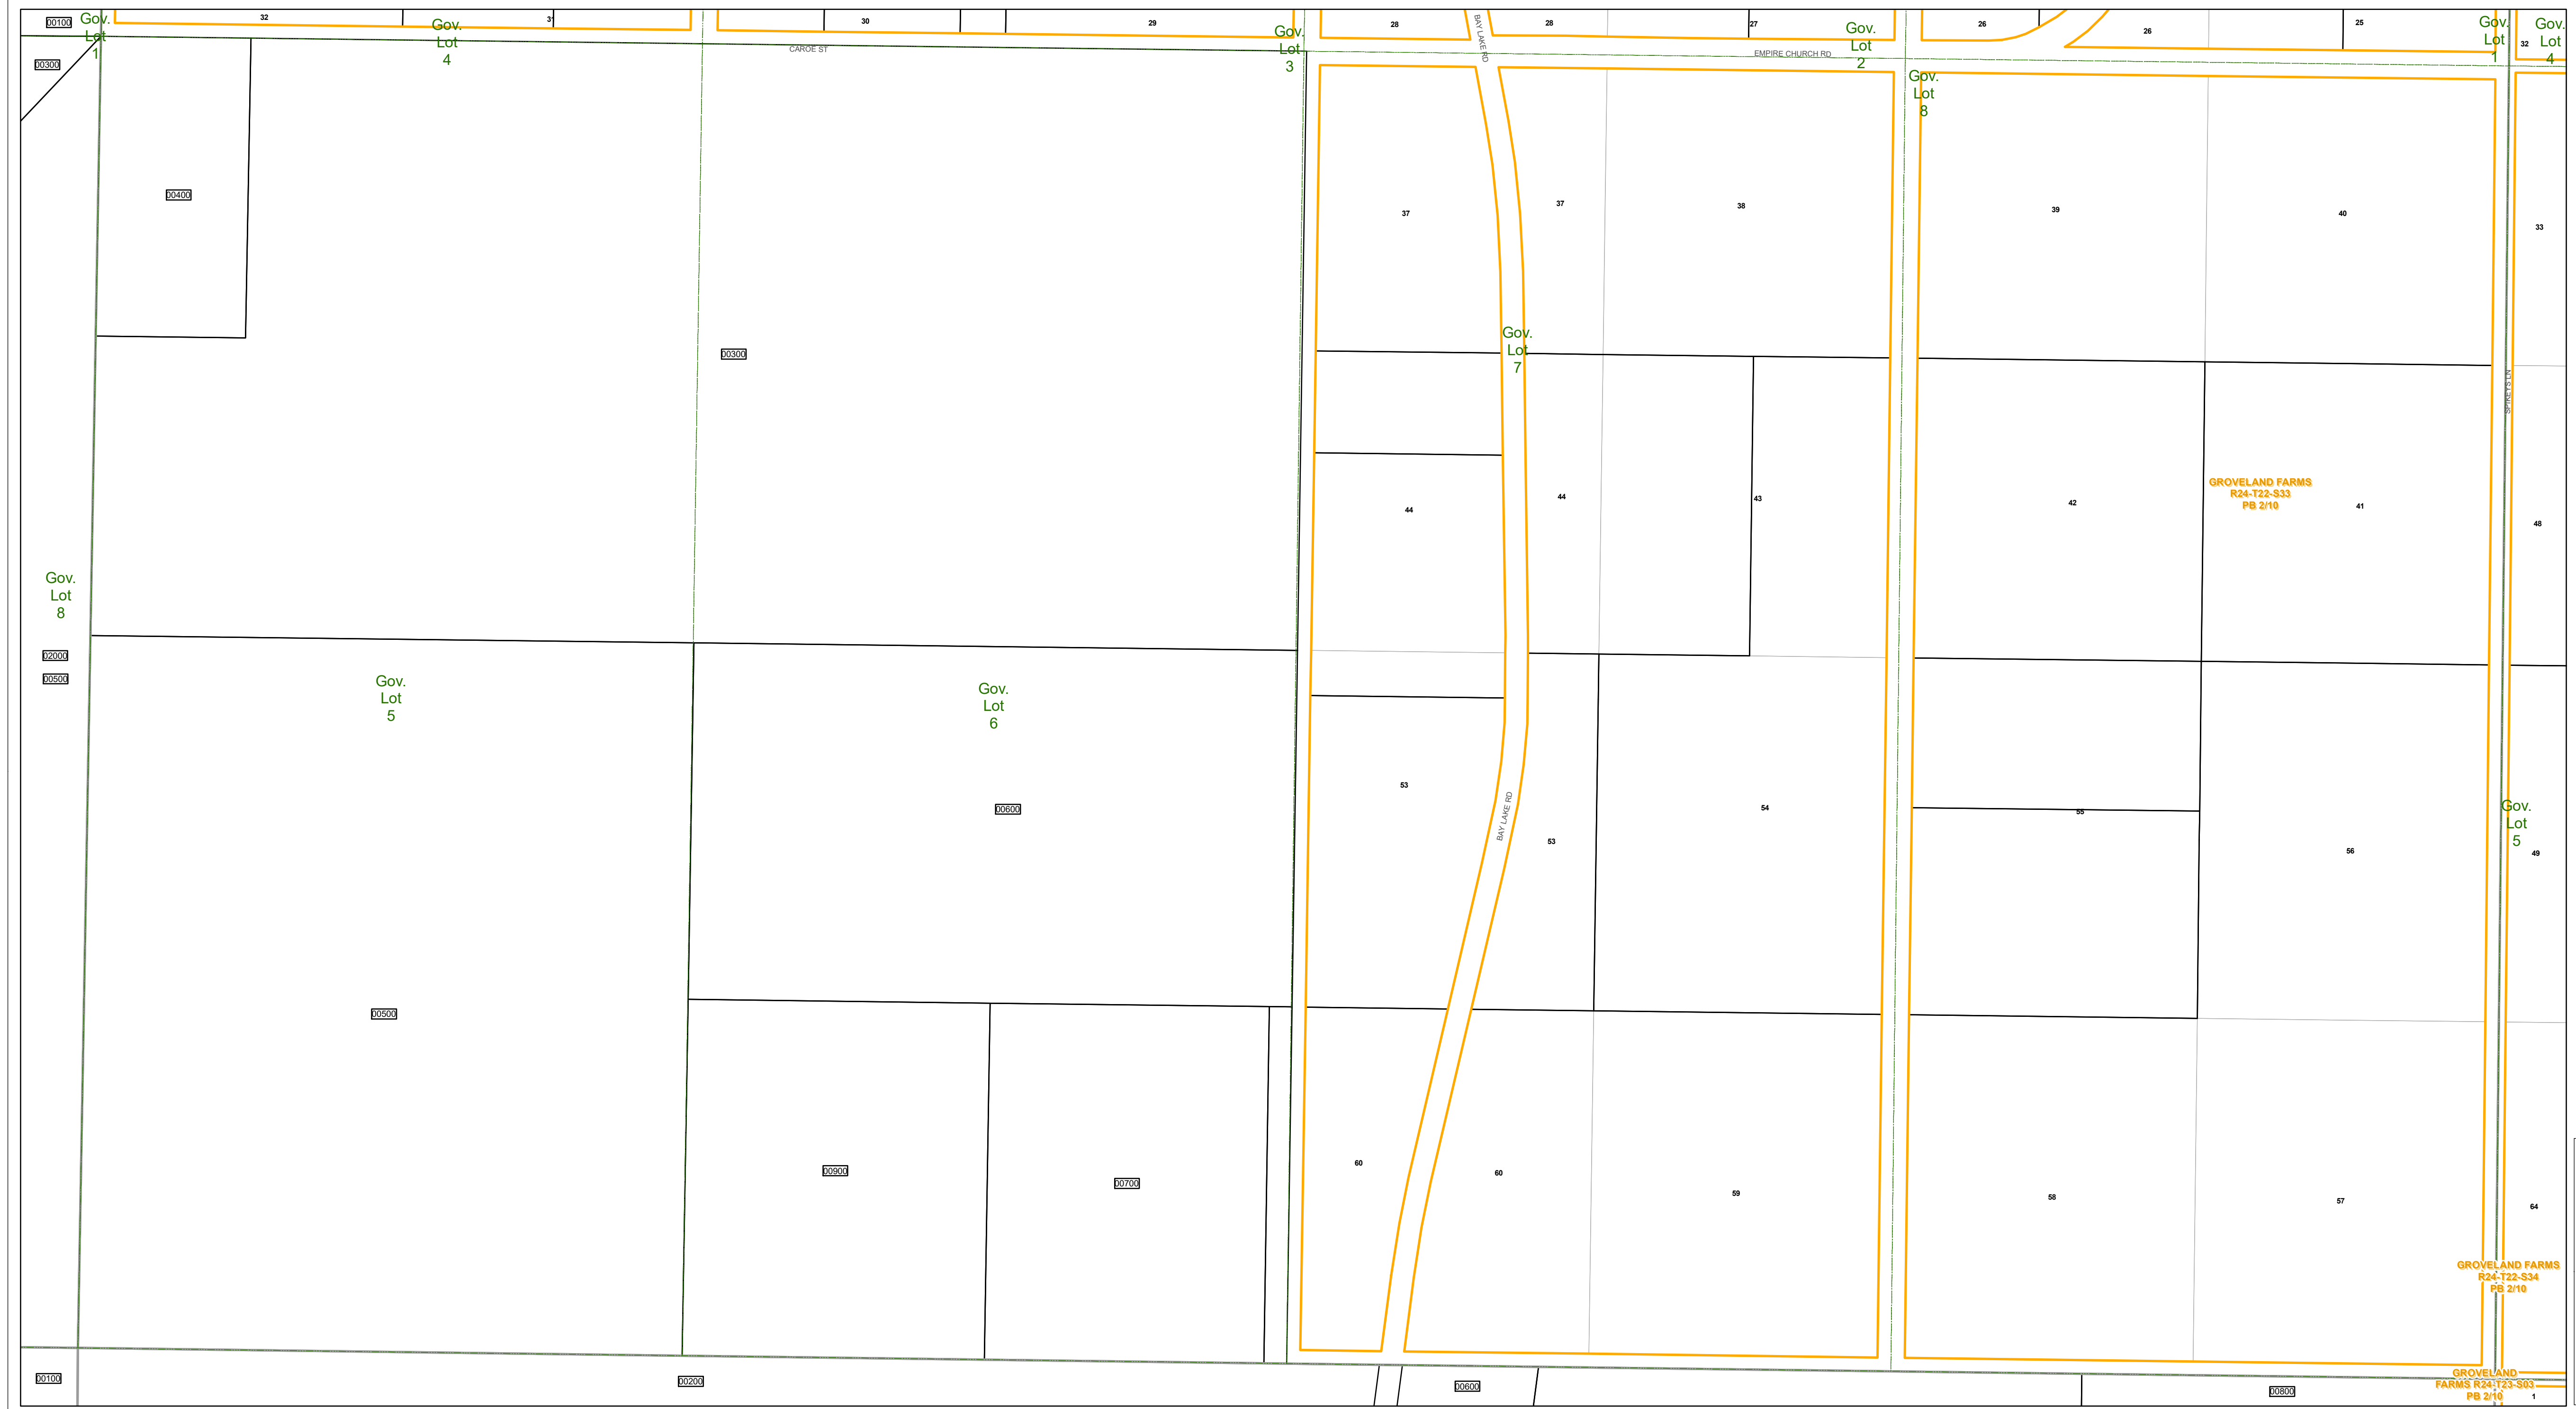 00100
Gov.
Lot
1
32
Gov.
Lot
4
31
30
29
Gov.
Lot
3
28
BAY LAKE RD
28
27
Gov.
Lot
2
26
26
25
Gov.
Lot
1
32
Gov.
Lot
4
00300
CAROE ST
EMPIRE CHURCH RD
Gov.
Lot
8
00400
37
37
38
39
40
33
00300
Gov.
Lot
7
SPIKEYS LN
44
44
43
42
GROVELAND FARMS
R24-T22-S33
PB 2/10
41
48
Gov.
Lot
8
02000
00500
Gov.
Lot
5
Gov.
Lot
6
00600
53
BAY LAKE RD
53
54
55
56
Gov.
Lot
5
49
00500
00900
00700
60
60
59
58
57
64
GROVELAND FARMS
R24-T22-S34
PB 2/10
00100
00200
00600
00800
GROVELAND
FARMS R24-T23-S03
PB 2/10
1